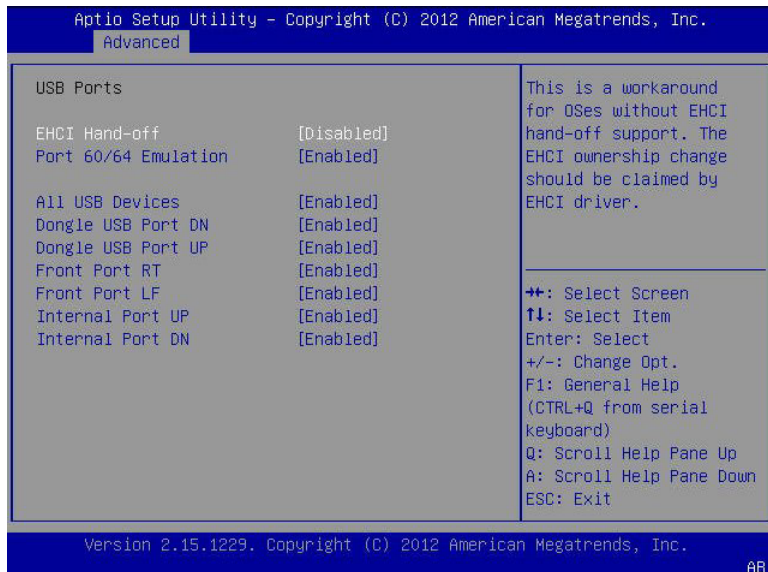 Aptio Setup Utility – Copyright (C) 2012 American Megatrends, Inc.
Advanced
USB Ports
EHCI Hand-off [Disabled]
Port 60/64 Emulation [Enabled]
All USB Devices [Enabled]
Dongle USB Port DN [Enabled]
Dongle USB Port UP [Enabled]
Front Port RT [Enabled]
Front Port LF [Enabled]
Internal Port UP [Enabled]
Internal Port DN [Enabled]
This is a workaround
for OSes without EHCI
hand-off support. The
EHCI ownership change
should be claimed by
EHCI driver.
→←: Select Screen
↑↓: Select Item
Enter: Select
+/-: Change Opt.
F1: General Help
(CTRL+Q from serial
keyboard)
Q: Scroll Help Pane Up
A: Scroll Help Pane Down
ESC: Exit
Version 2.15.1229. Copyright (C) 2012 American Megatrends, Inc.
AB